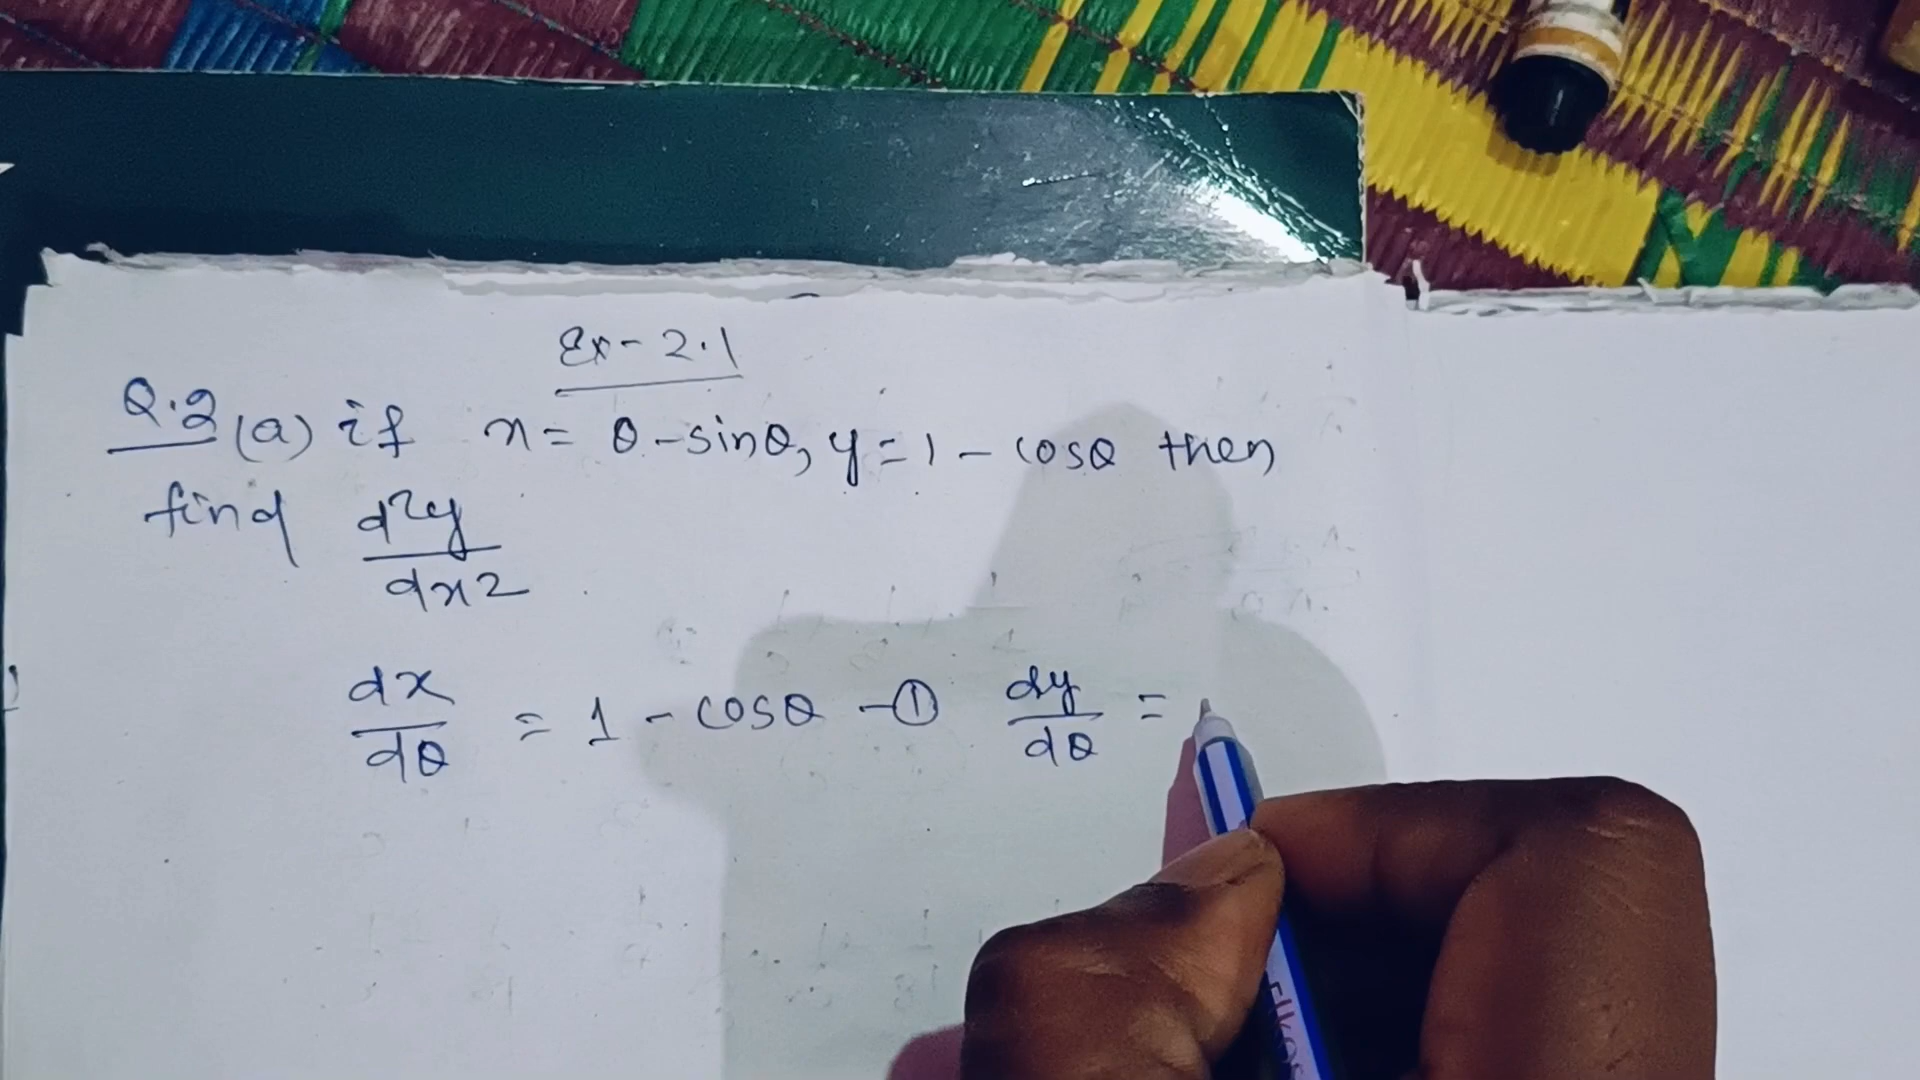 Ex-2.1
Q.2 (a) if x = θ - sinθ, y = 1 - cosθ then
find d²y/dx2
dx/dθ = 1 - cosθ -① dy/dθ =